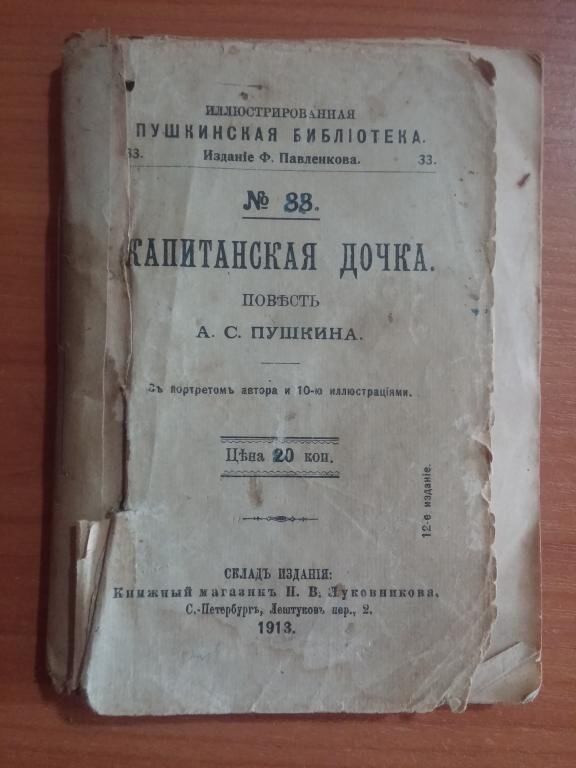 ИЛЛЮСТРИРОВАННАЯ
ПУШКИНСКАЯ БИБЛІОТЕКА.
33. Изданіе Ф. Павленкова. 33.
№ 33.
КАПИТАНСКАЯ ДОЧКА.
ПОВѢСТЬ
А. С. ПУШКИНА.
Съ портретомъ автора и 10-ю иллюстраціями.
Цѣна 20 коп.
12-е изданіе.
СКЛАДЪ ИЗДАНІЯ:
Книжный магазинъ П. В. Луковникова,
С.-Петербургъ, Лештуковъ пер., 2.
1913.